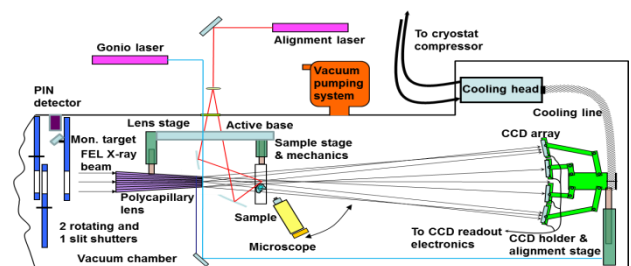 To cryostat
compressor
Gonio laser
Alignment laser
Vacuum
pumping
system
Cooling head
PIN
detector
Lens stage
Active base
Cooling line
Mon. target
Sample stage
& mechanics
CCD array
FEL X-ray
beam
Polycapillary
lens
Sample
2 rotating and
1 slit shutters
Microscope
To CCD readout
electronics
CCD holder &
alignment stage
Vacuum chamber